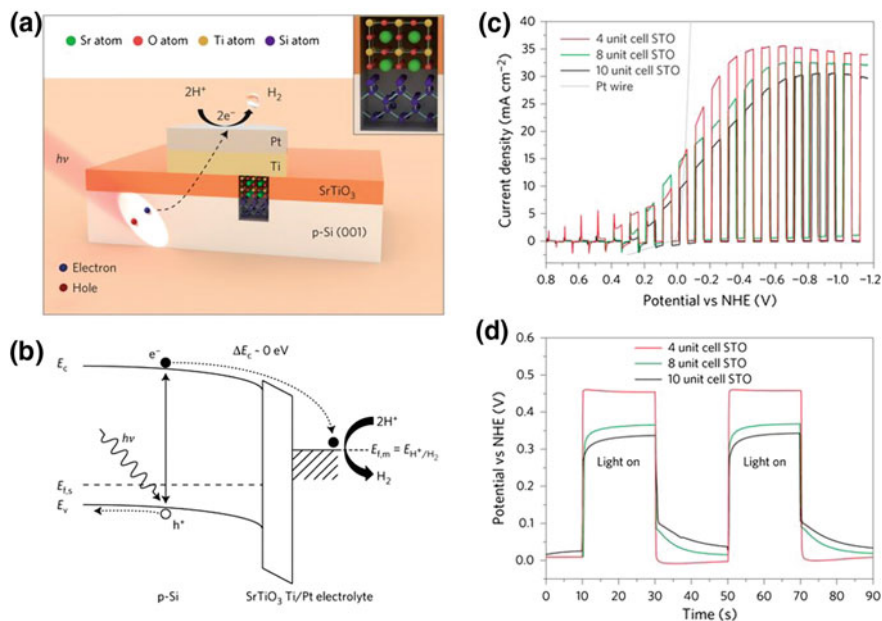 (a)
Sr atom O atom Ti atom Si atom
2H⁺ H₂
2e⁻
Pt
Ti
hν
SrTiO₃
p-Si (001)
Electron
Hole
(b)
e⁻ ΔE꜀ ~ 0 eV
E꜀
2H⁺
hν
E_f,m = E_H⁺/H₂
H₂
E_f,s
E_v
h⁺
p-Si SrTiO₃ Ti/Pt electrolyte
(c)
4 unit cell STO
8 unit cell STO
10 unit cell STO
Pt wire
Current density (mA cm⁻²)
40
35
30
25
20
15
10
5
0
0.8 0.6 0.4 0.2 0.0 −0.2 −0.4 −0.6 −0.8 −1.0 −1.2
Potential vs NHE (V)
(d)
4 unit cell STO
8 unit cell STO
10 unit cell STO
Potential vs NHE (V)
0.6
0.5
0.4
0.3
0.2
0.1
0.0
Light on Light on
0 10 20 30 40 50 60 70 80 90
Time (s)